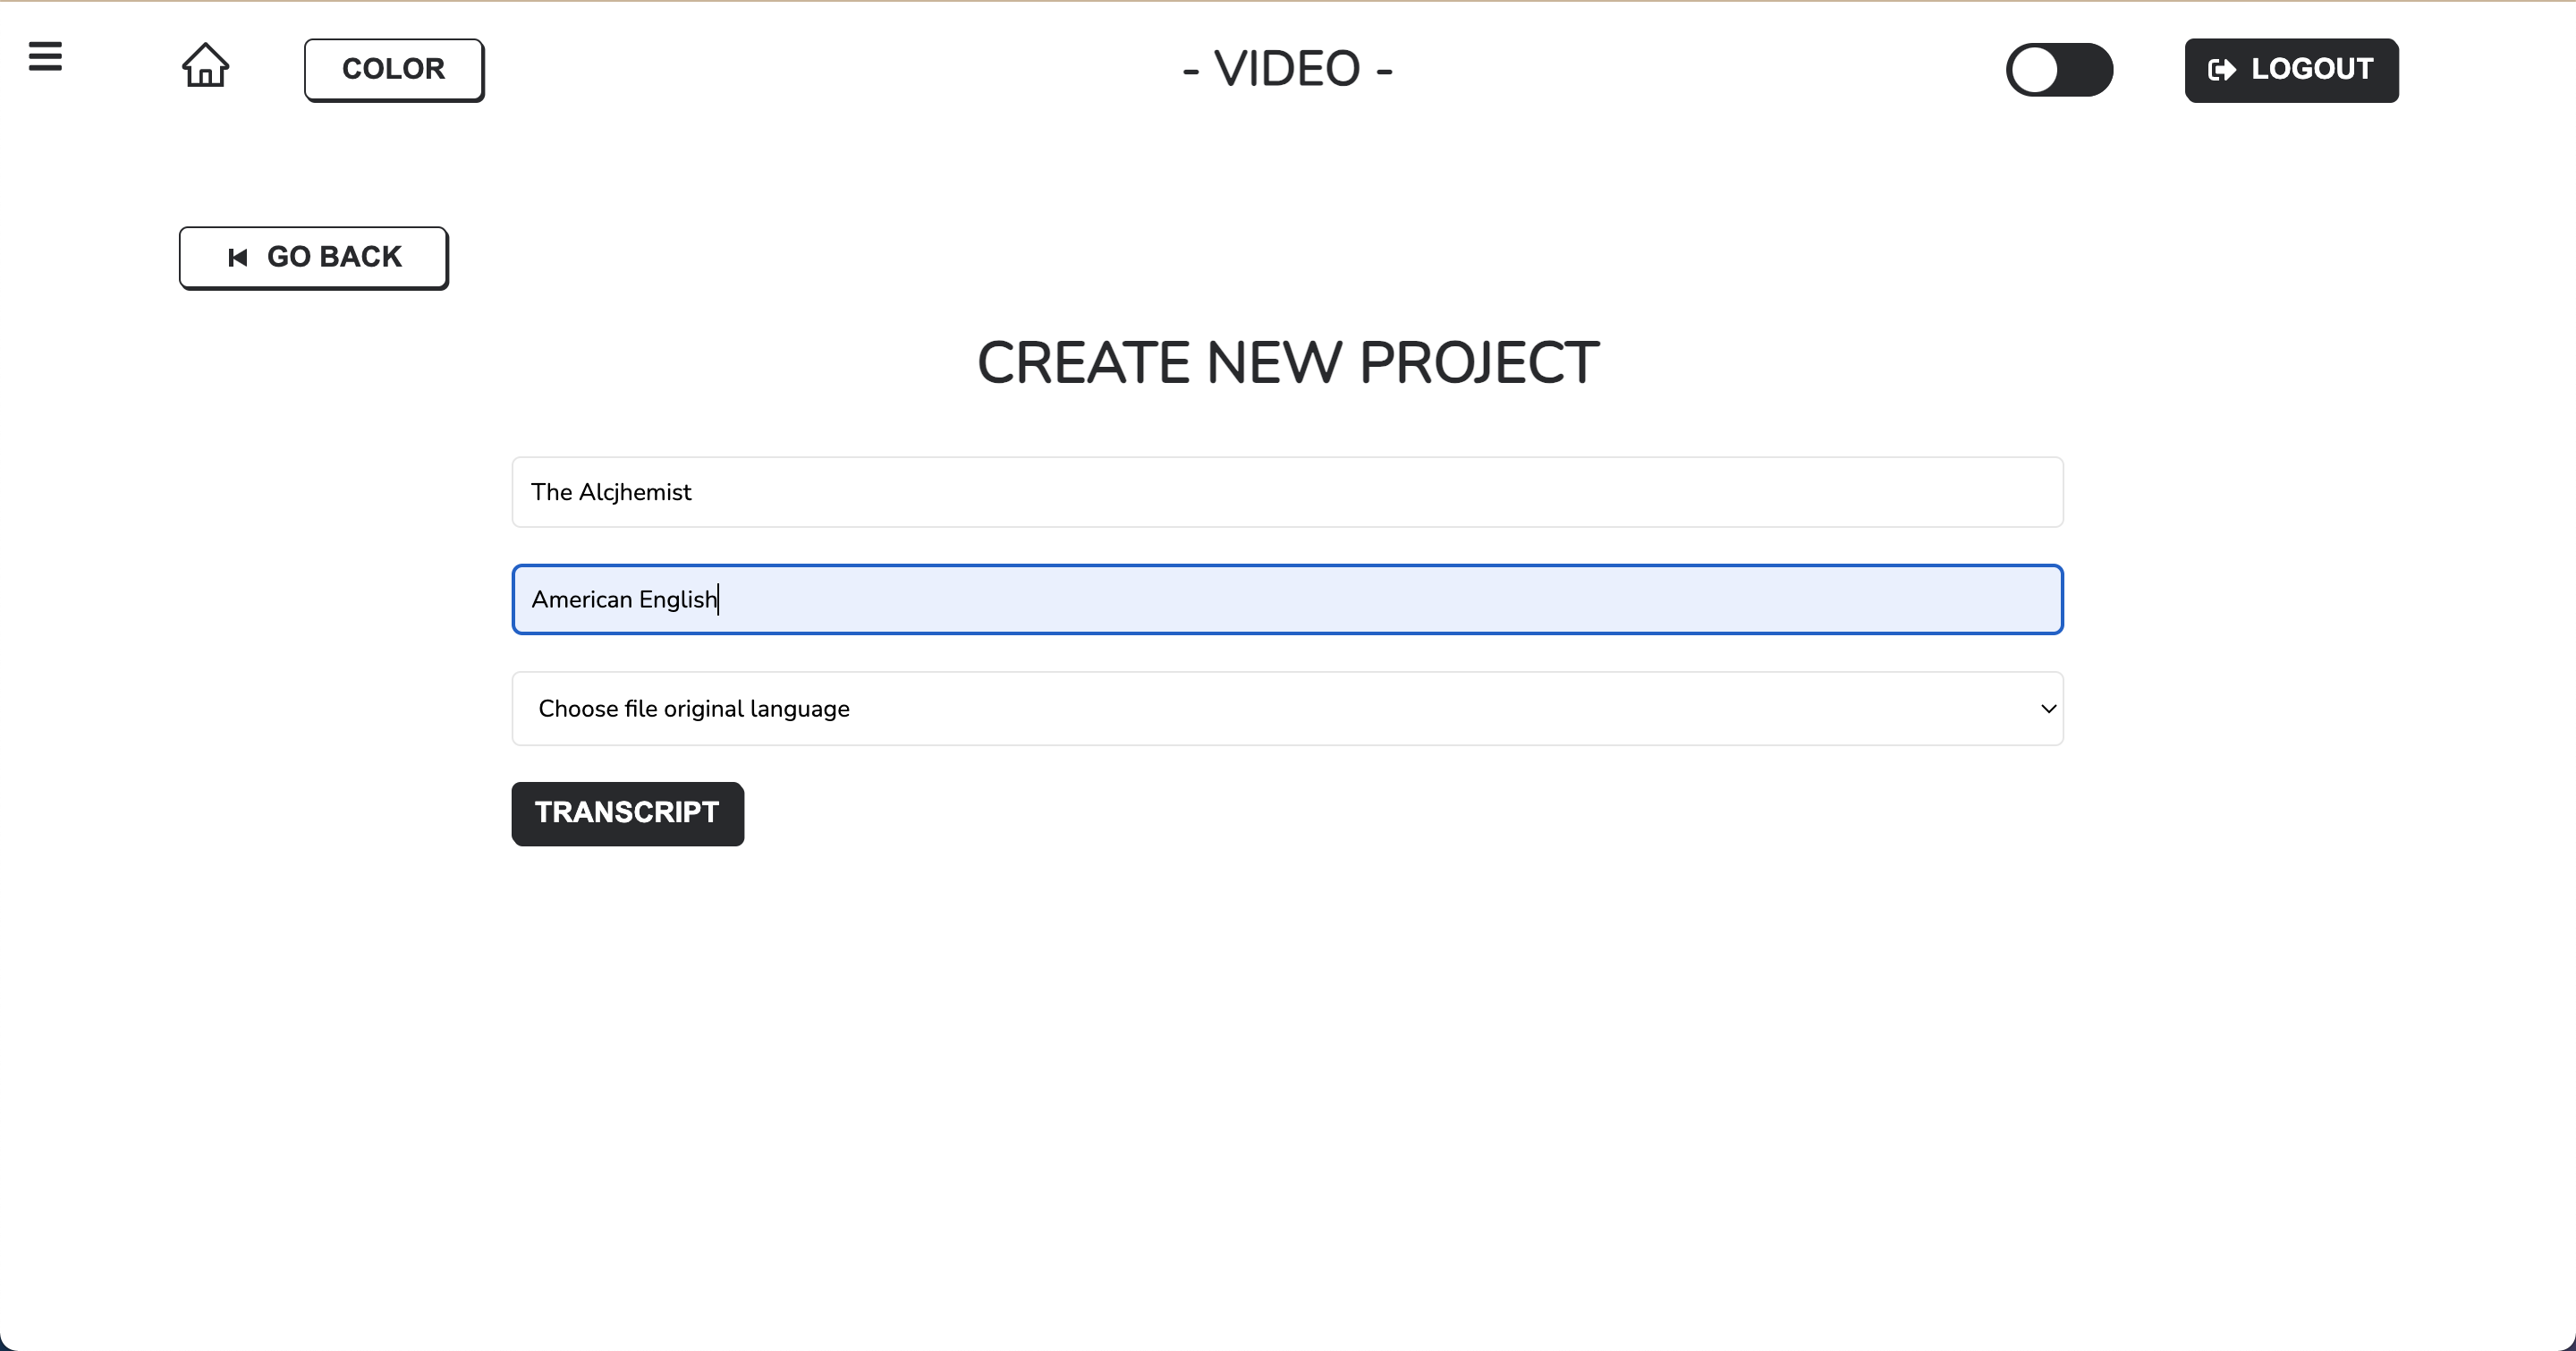 COLOR
- VIDEO -
LOGOUT
GO BACK
CREATE NEW PROJECT
The Alcjhemist
American English
Choose file original language
TRANSCRIPT